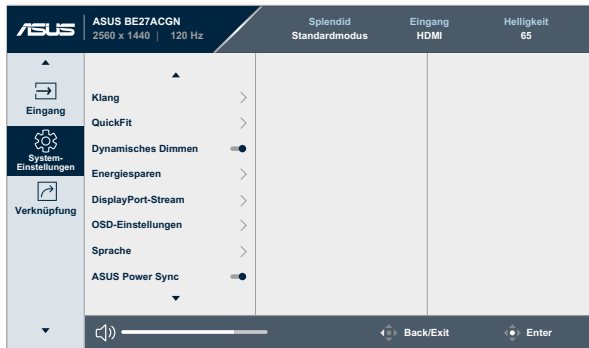 ASUS
ASUS BE27ACGN
2560 x 1440 | 120 Hz
Splendid
Standardmodus
Eingang
HDMI
Helligkeit
65
Eingang
System-
Einstellungen
Verknüpfung
Klang
QuickFit
Dynamisches Dimmen
Energiesparen
DisplayPort-Stream
OSD-Einstellungen
Sprache
ASUS Power Sync
Back/Exit
Enter